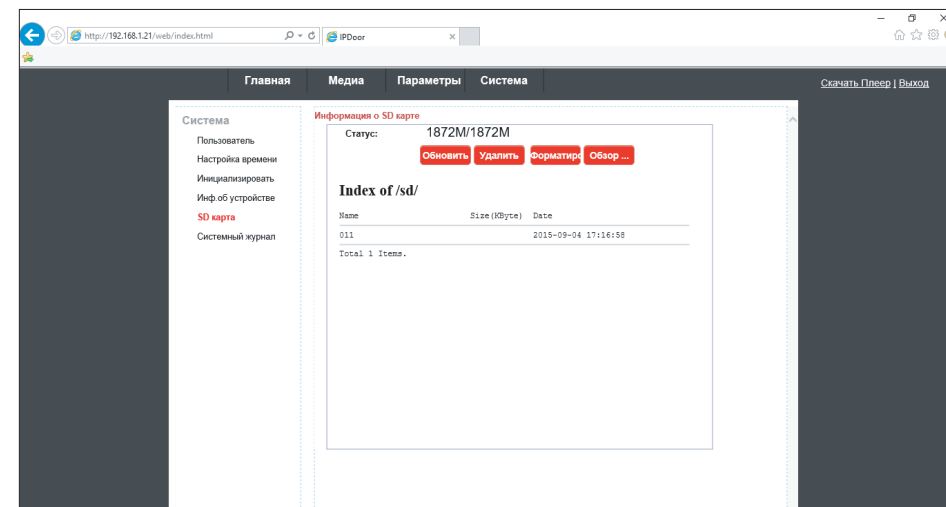 http://192.168.1.21/web/index.html
IPDoor
Главная Медиа Параметры Система
Скачать Плеер | Выход
Система
Пользователь
Настройка времени
Инициализировать
Инф.об устройстве
SD карта
Системный журнал
Информация о SD карте
Статус: 1872M/1872M
Обновить Удалить Форматирс Обзор ...
Index of /sd/
Name Size(KByte) Date
011 2015-09-04 17:16:58
Total 1 Items.